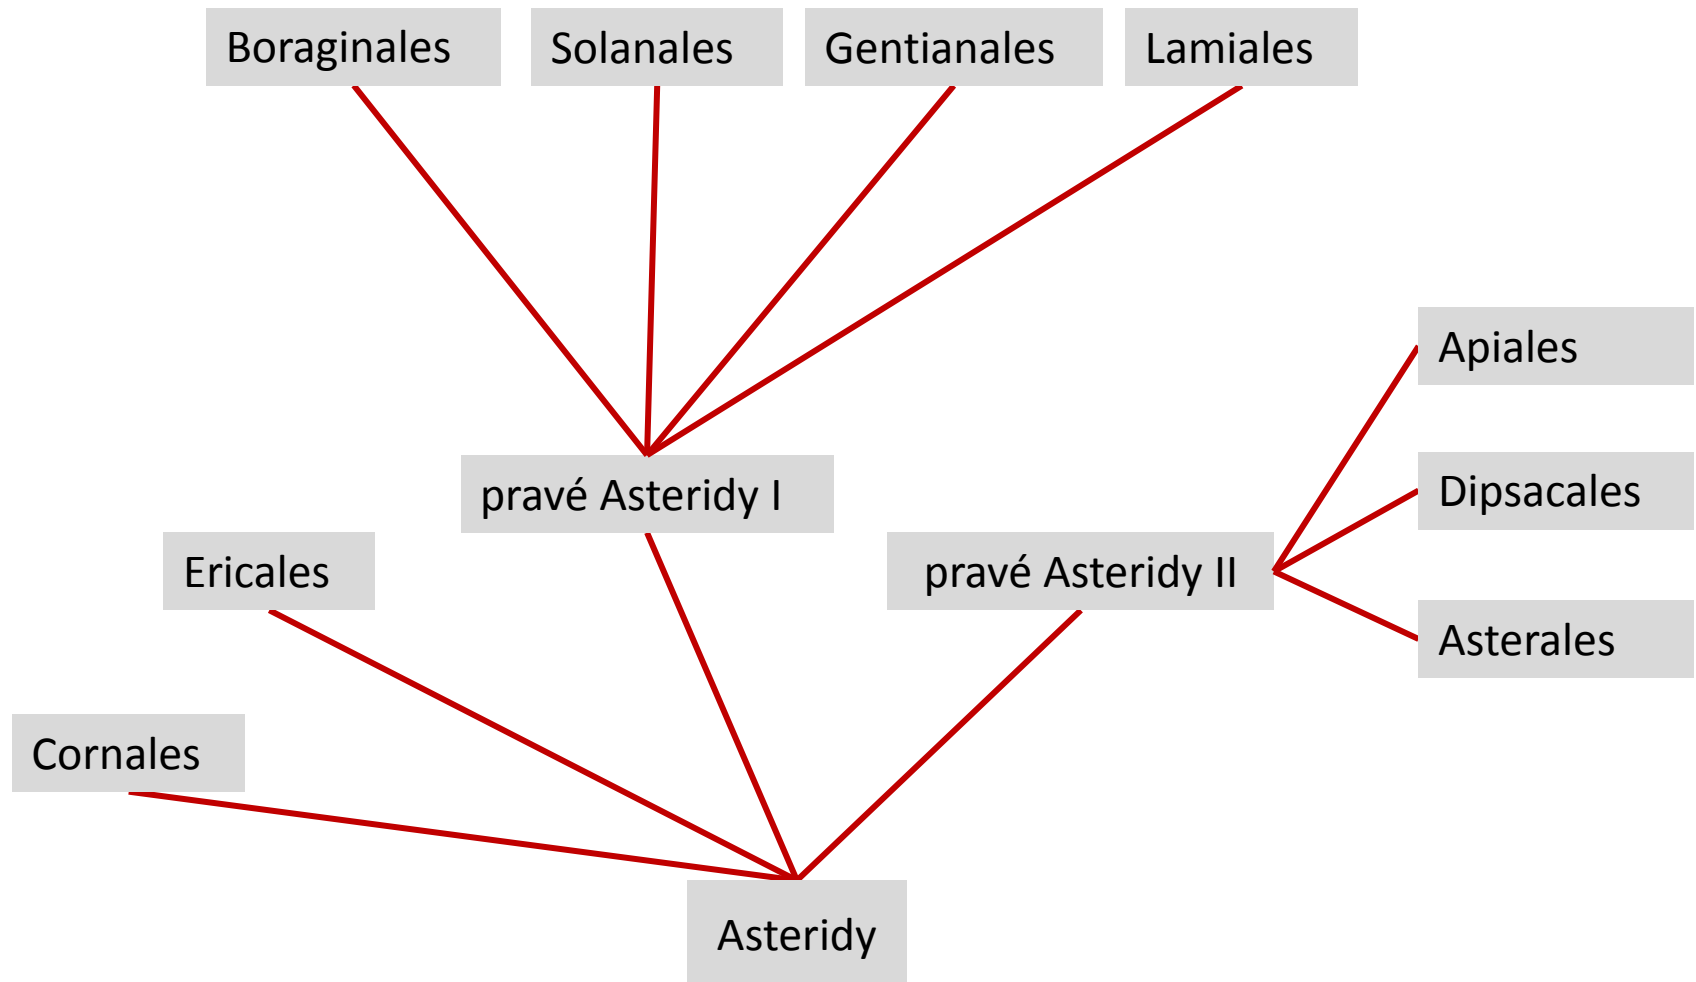 Boraginales
Solanales
Gentianales
Lamiales
Apiales
pravé Asteridy I
Dipsacales
Ericales
pravé Asteridy II
Asterales
Cornales
Asteridy